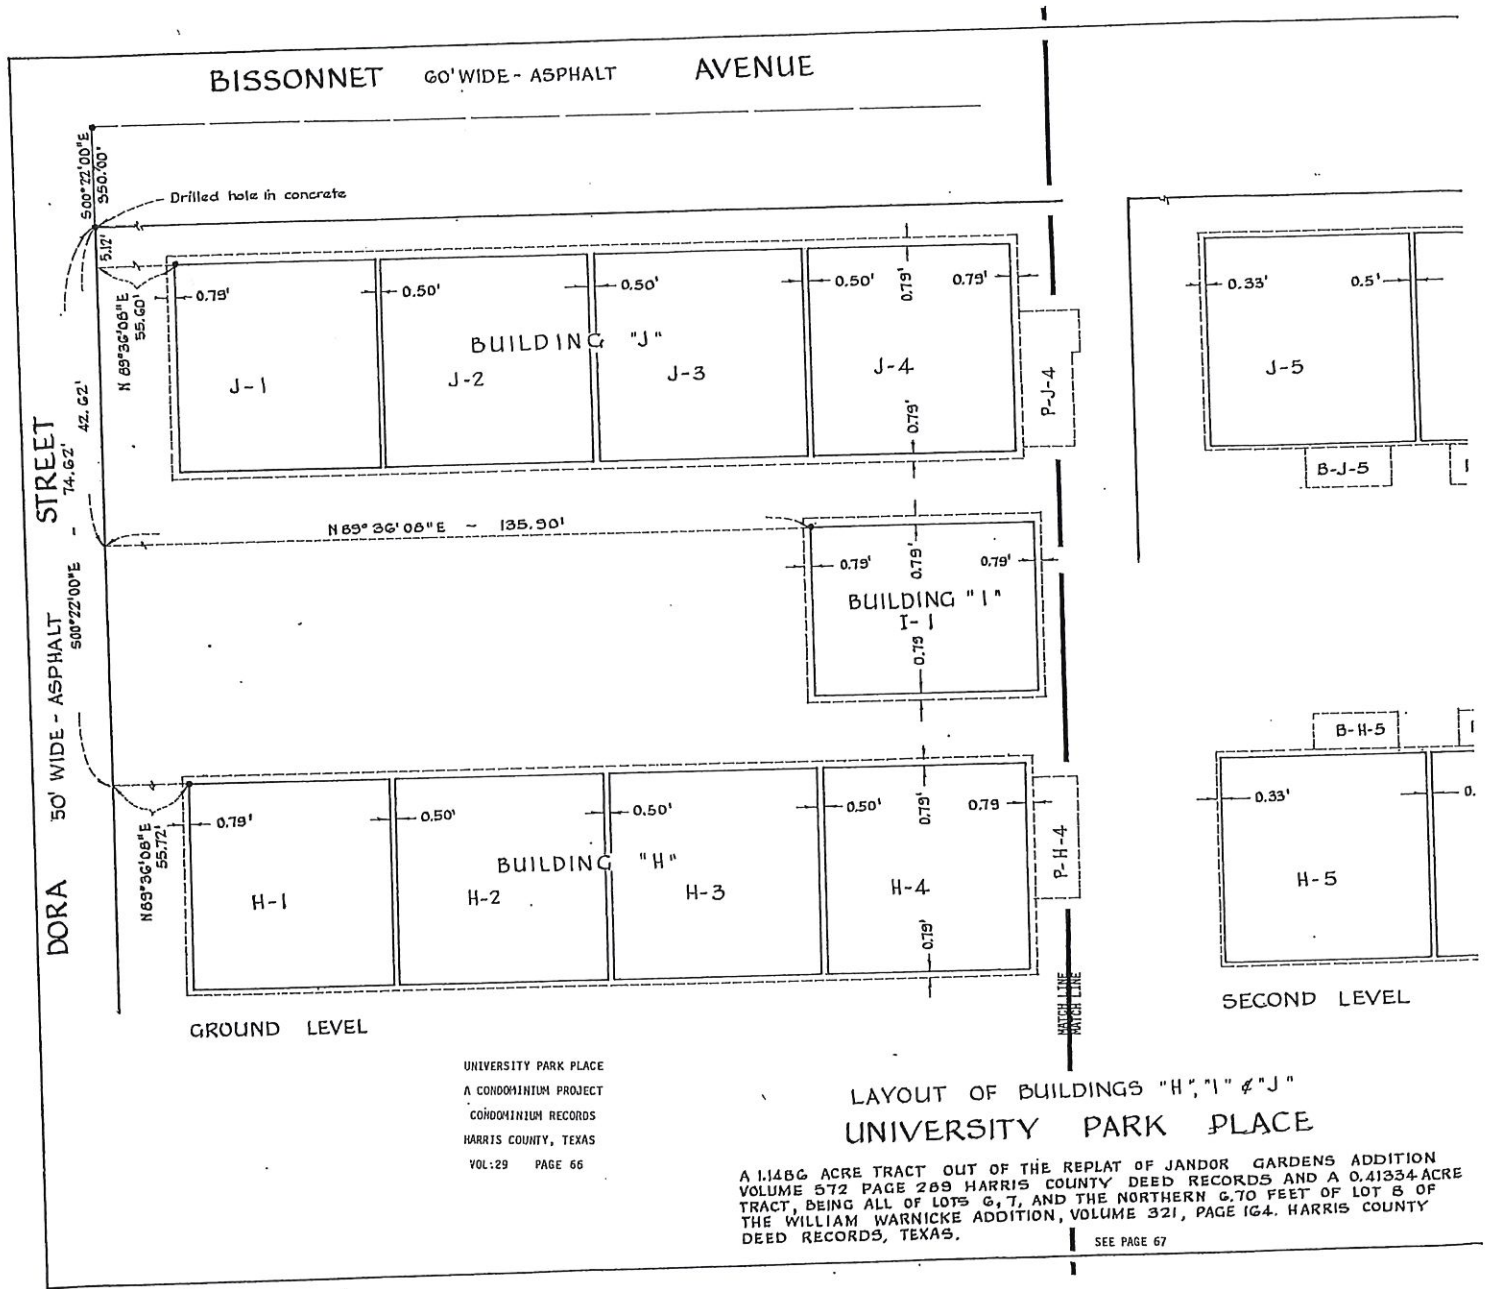 BISSONNET 60' WIDE - ASPHALT AVENUE
S00°22'00"E
350.00'
Drilled hole in concrete
5.12'
N 89°36'08"E
55.60'
0.79'
0.50'
0.50'
0.50'
0.79'
0.79'
BUILDING "J"
J-1
J-2
J-3
J-4
0.79'
P-J-4
0.33'
0.5'
J-5
B-J-5
42.62'
S00°22'00"E - 74.62'
DORA 50' WIDE - ASPHALT STREET
N 89° 36' 08" E ~ 135.90'
0.79'
0.79'
0.79'
BUILDING "I"
I-1
0.79
N89°36'08"E
55.72'
0.79'
0.50'
0.50'
0.50'
0.79'
0.79
BUILDING "H"
H-1
H-2
H-3
H-4
0.79'
P-H-4
B-H-5
0.33'
0.
H-5
GROUND LEVEL
SECOND LEVEL
MATCH LINE
MATCH LINE
UNIVERSITY PARK PLACE
A CONDOMINIUM PROJECT
CONDOMINIUM RECORDS
HARRIS COUNTY, TEXAS
VOL:29 PAGE 66
LAYOUT OF BUILDINGS "H", "I" & "J"
UNIVERSITY PARK PLACE
A 1.1486 ACRE TRACT OUT OF THE REPLAT OF JANDOR GARDENS ADDITION
VOLUME 572 PAGE 289 HARRIS COUNTY DEED RECORDS AND A 0.41334 ACRE
TRACT, BEING ALL OF LOTS 6, 7, AND THE NORTHERN 6.70 FEET OF LOT 8 OF
THE WILLIAM WARNICKE ADDITION, VOLUME 321, PAGE 164. HARRIS COUNTY
DEED RECORDS, TEXAS.
SEE PAGE 67